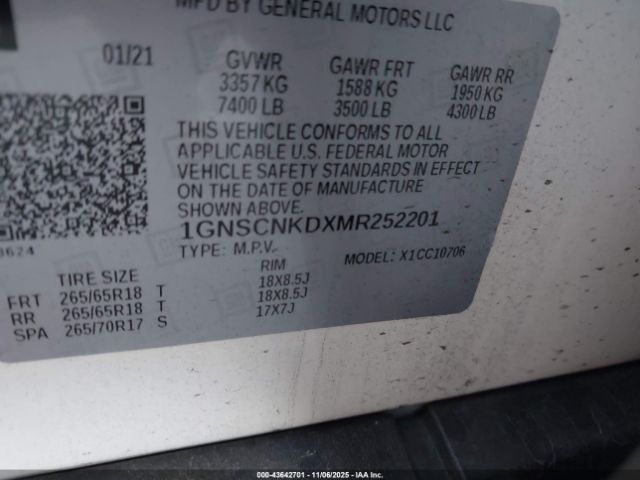 MFD BY GENERAL MOTORS LLC
01/21 GVWR GAWR FRT GAWR RR
3357 KG 1588 KG 1950 KG
7400 LB 3500 LB 4300 LB
THIS VEHICLE CONFORMS TO ALL
APPLICABLE U.S. FEDERAL MOTOR
VEHICLE SAFETY STANDARDS IN EFFECT
ON THE DATE OF MANUFACTURE
SHOWN ABOVE.
1GNSCNKDXMR252201
TYPE: M.P.V. MODEL: X1CC10706
TIRE SIZE RIM
FRT 265/65R18 T 18X8.5J
RR 265/65R18 T 18X8.5J
SPA 265/70R17 S 17X7J
000-43642701 - 11/06/2025 - IAA Inc.